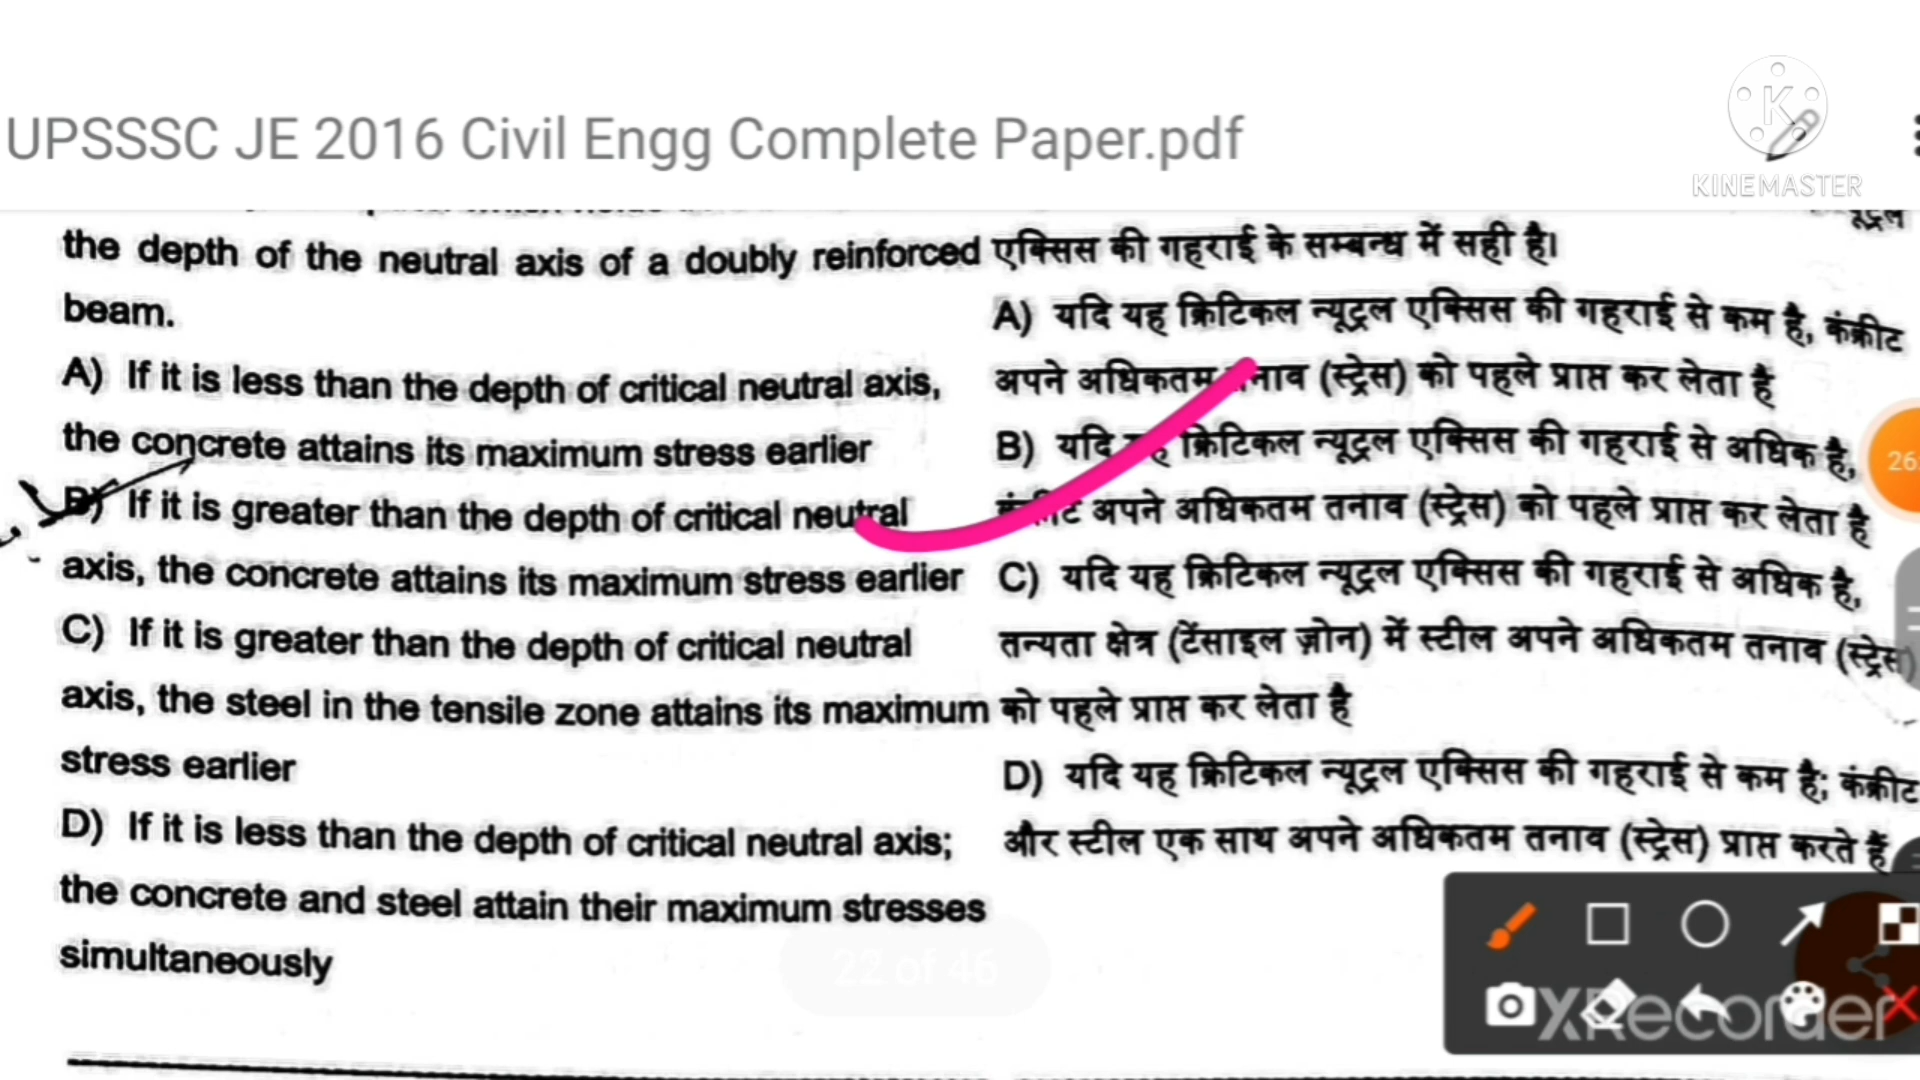 UPSSSC JE 2016 Civil Engg Complete Paper.pdf
KINEMASTER
the depth of the neutral axis of a doubly reinforced
beam.
A) If it is less than the depth of critical neutral axis,
the concrete attains its maximum stress earlier
B) If it is greater than the depth of critical neutral
axis, the concrete attains its maximum stress earlier
C) If it is greater than the depth of critical neutral
axis, the steel in the tensile zone attains its maximum
stress earlier
D) If it is less than the depth of critical neutral axis;
the concrete and steel attain their maximum stresses
simultaneously
एक्सिस की गहराई के सम्बन्ध में सही है।
A) यदि यह क्रिटिकल न्यूट्रल एक्सिस की गहराई से कम है, कंक्रीट
अपने अधिकतम तनाव (स्ट्रेस) को पहले प्राप्त कर लेता है
B) यदि यह क्रिटिकल न्यूट्रल एक्सिस की गहराई से अधिक है,
कंक्रीट अपने अधिकतम तनाव (स्ट्रेस) को पहले प्राप्त कर लेता है
C) यदि यह क्रिटिकल न्यूट्रल एक्सिस की गहराई से अधिक है,
तन्यता क्षेत्र (टेंसाइल ज़ोन) में स्टील अपने अधिकतम तनाव (स्ट्रेस)
को पहले प्राप्त कर लेता है
D) यदि यह क्रिटिकल न्यूट्रल एक्सिस की गहराई से कम है; कंक्रीट
और स्टील एक साथ अपने अधिकतम तनाव (स्ट्रेस) प्राप्त करते हैं
22 of 46
XRecorder